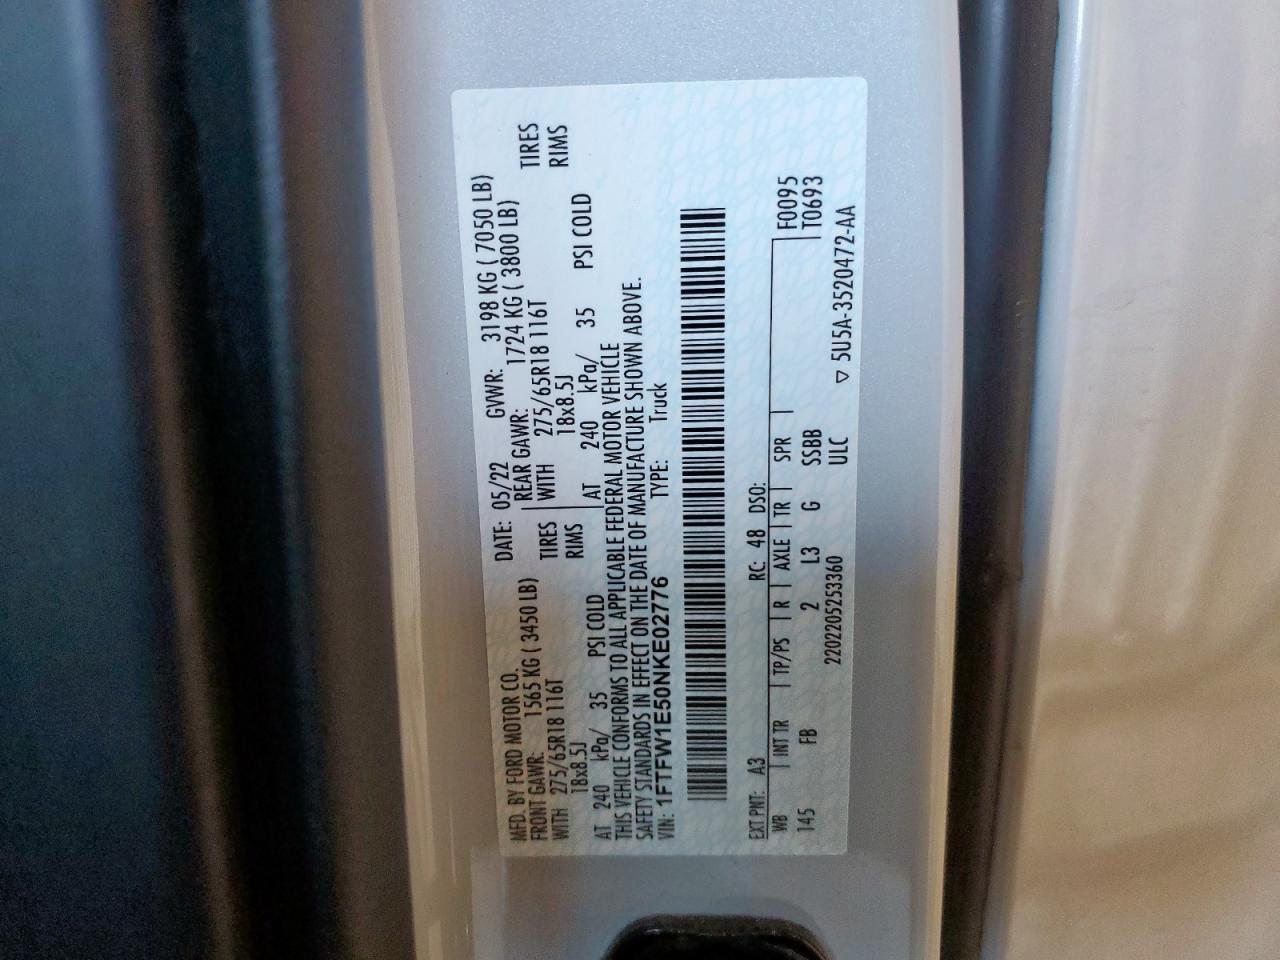 MFD. BY FORD MOTOR CO.
DATE: 05/22 GVWR: 3198 KG ( 7050 LB)
FRONT GAWR: 1565 KG ( 3450 LB) REAR GAWR: 1724 KG ( 3800 LB)
WITH 275/65R18 116T TIRES WITH 275/65R18 116T TIRES
18x8.5J RIMS 18x8.5J RIMS
AT 240 kPa/ 35 PSI COLD AT 240 kPa/ 35 PSI COLD
THIS VEHICLE CONFORMS TO ALL APPLICABLE FEDERAL MOTOR VEHICLE
SAFETY STANDARDS IN EFFECT ON THE DATE OF MANUFACTURE SHOWN ABOVE.
VIN: 1FTFW1E50NKE02776 TYPE: Truck
EXT PNT: A3 RC: 48 DSO:
WB | INT TR | TP/PS | R | AXLE | TR | SPR | F0095
145 FB 2 L3 G SSBB T0693
2202205253360 ULC ▽ 5U5A-3520472-AA